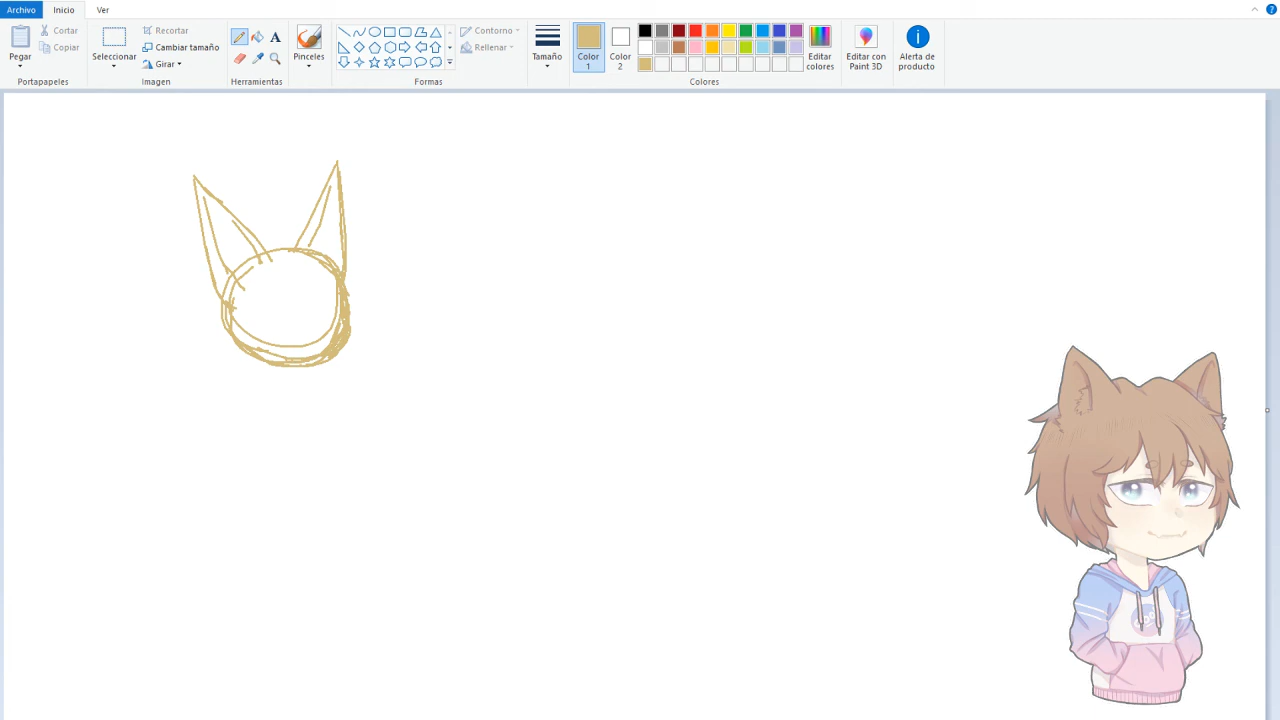 Archivo Inicio Ver
Pegar
Cortar
Copiar
Portapapeles
Seleccionar
Recortar
Cambiar tamaño
Girar
Imagen
A
Herramientas
Pinceles
Contorno
Rellenar
Formas
Tamaño
Color
1
Color
2
Editar
colores
Colores
Editar con
Paint 3D
Alerta de
producto